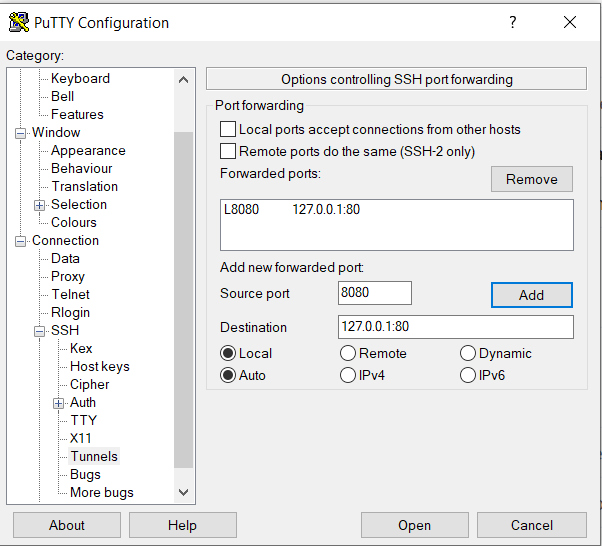 PuTTY Configuration
?
Category:
Keyboard
Bell
Features
Window
Appearance
Behaviour
Translation
Selection
Colours
Connection
Data
Proxy
Telnet
Rlogin
SSH
Kex
Host keys
Cipher
Auth
TTY
X11
Tunnels
Bugs
More bugs
Options controlling SSH port forwarding
Port forwarding
Local ports accept connections from other hosts
Remote ports do the same (SSH-2 only)
Forwarded ports:
Remove
L8080 127.0.0.1:80
Add new forwarded port:
Source port 8080 Add
Destination 127.0.0.1:80
Local Remote Dynamic
Auto IPv4 IPv6
About Help Open Cancel